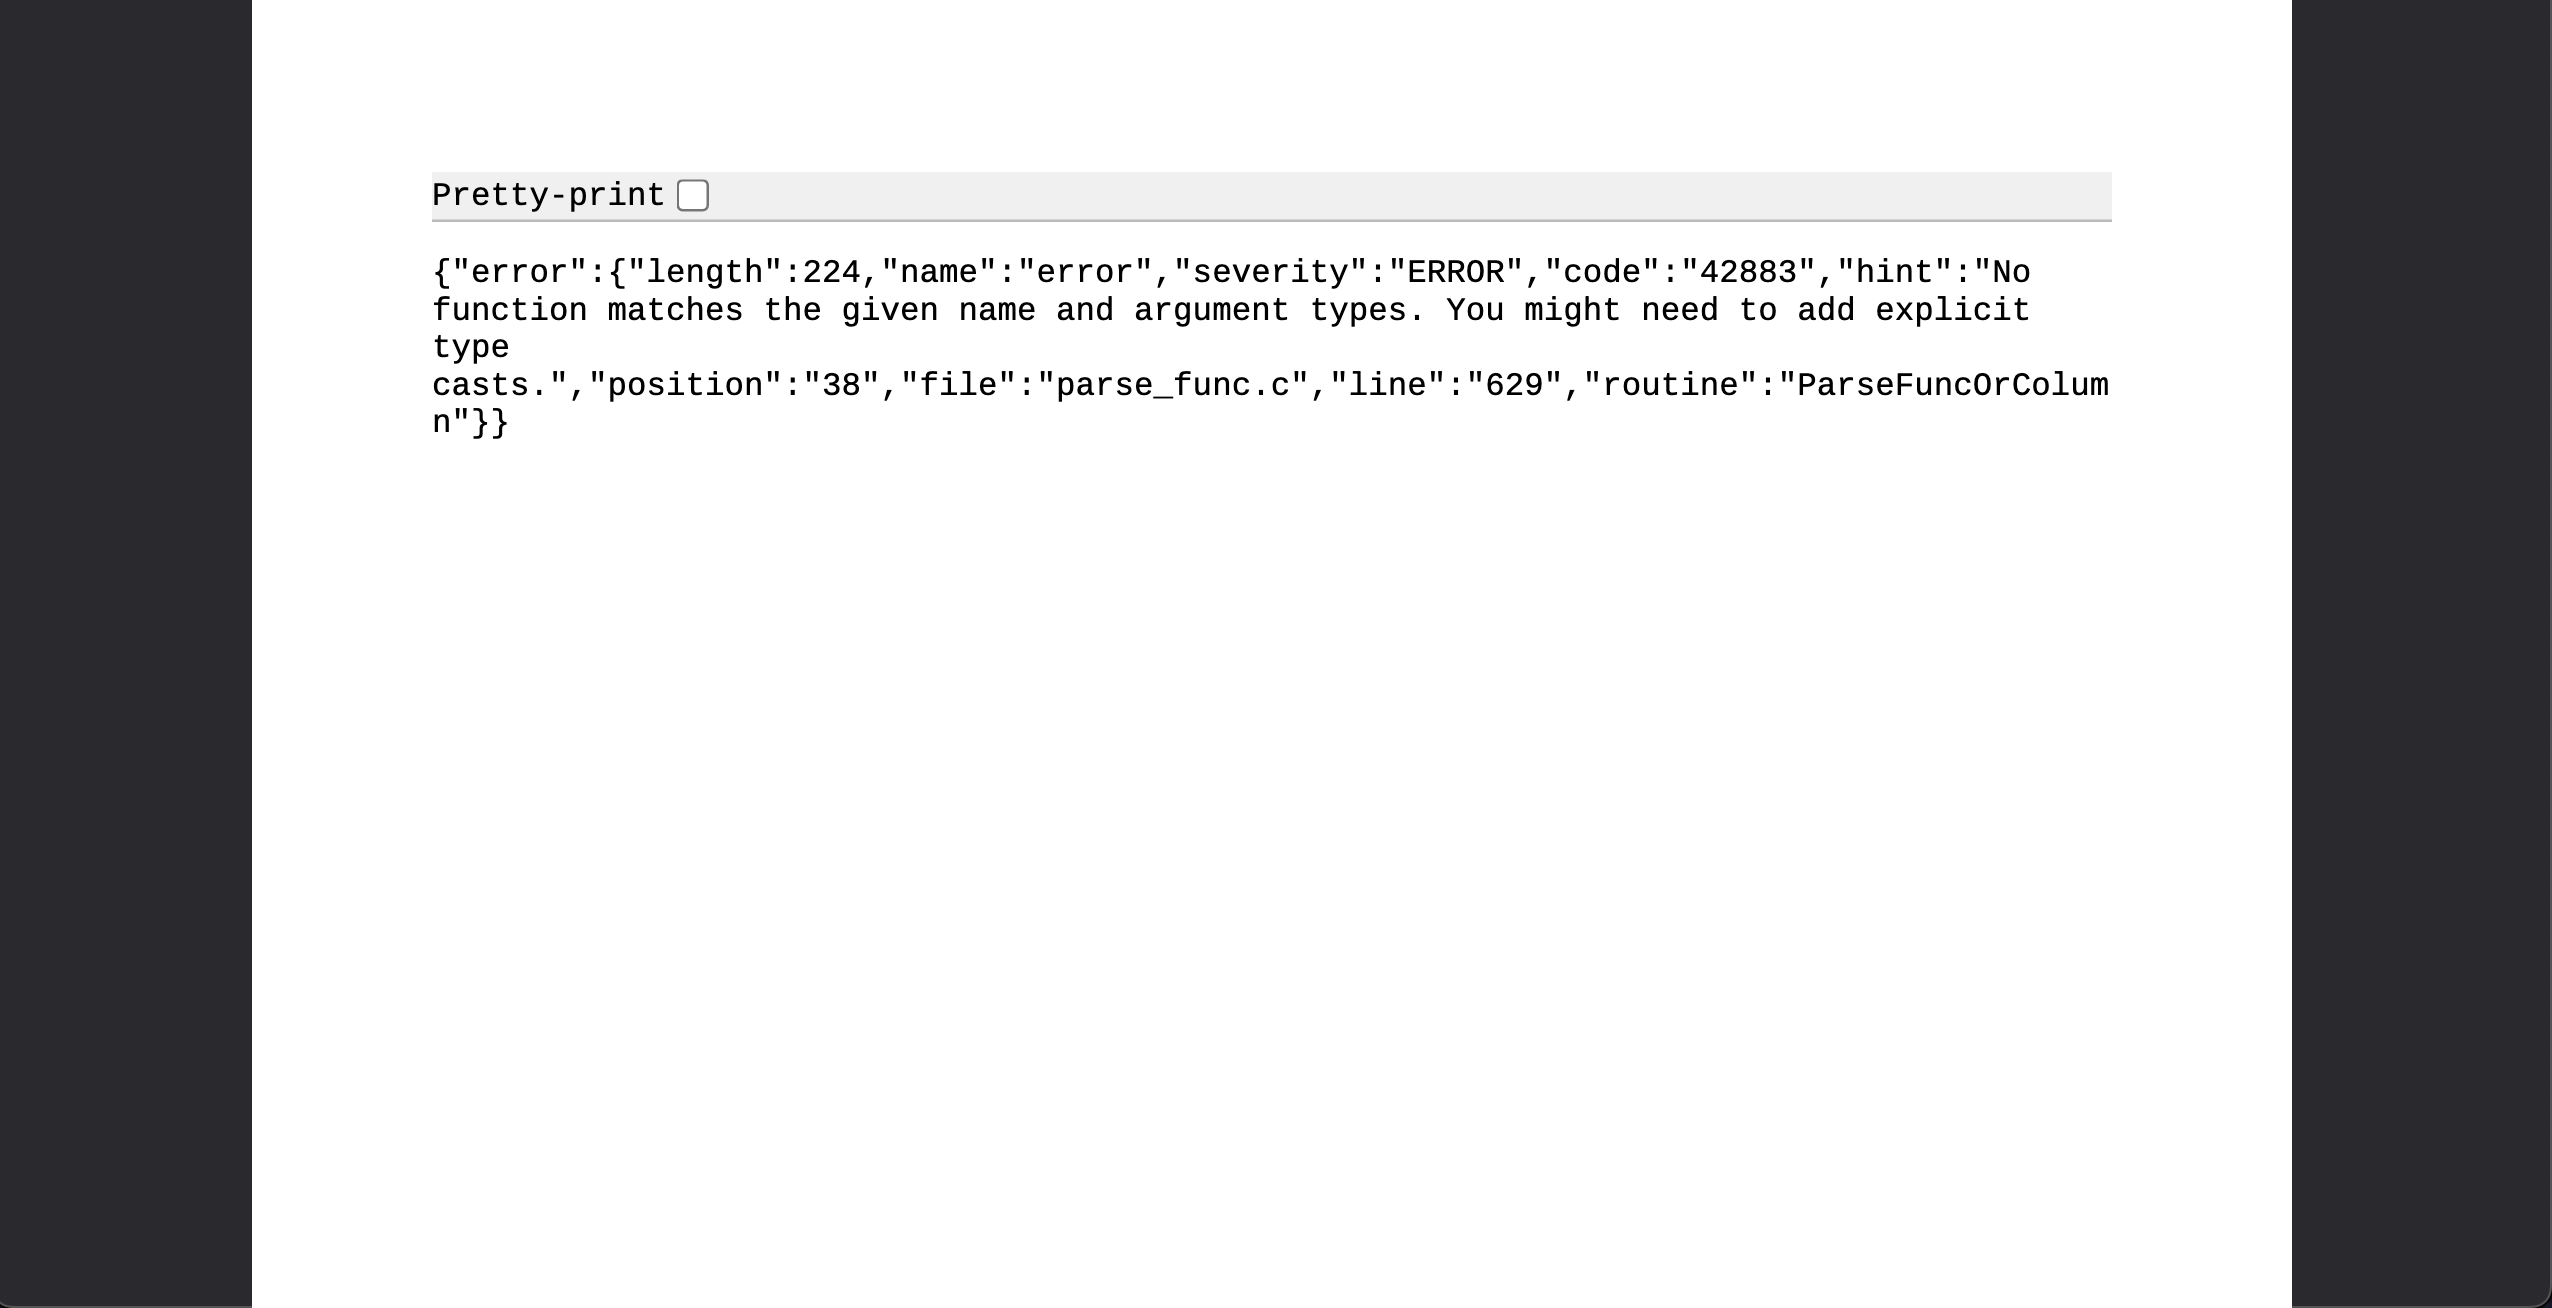 Pretty-print
{"error":{"length":224,"name":"error","severity":"ERROR","code":"42883","hint":"No
function matches the given name and argument types. You might need to add explicit
type
casts.","position":"38","file":"parse_func.c","line":"629","routine":"ParseFuncOrColum
n"}}